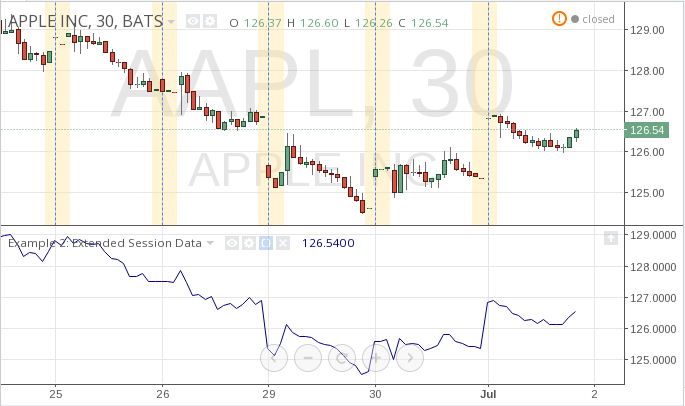 APPLE INC, 30, BATS O 126.37 H 126.60 L 126.26 C 126.54 ! closed
AAPL, 30
APPLE INC
129.00
128.00
127.00
126.54
126.00
125.00
Example 2: Extended Session Data 126.5400
129.0000
128.0000
127.0000
126.0000
125.0000
25 26 29 30 Jul 2